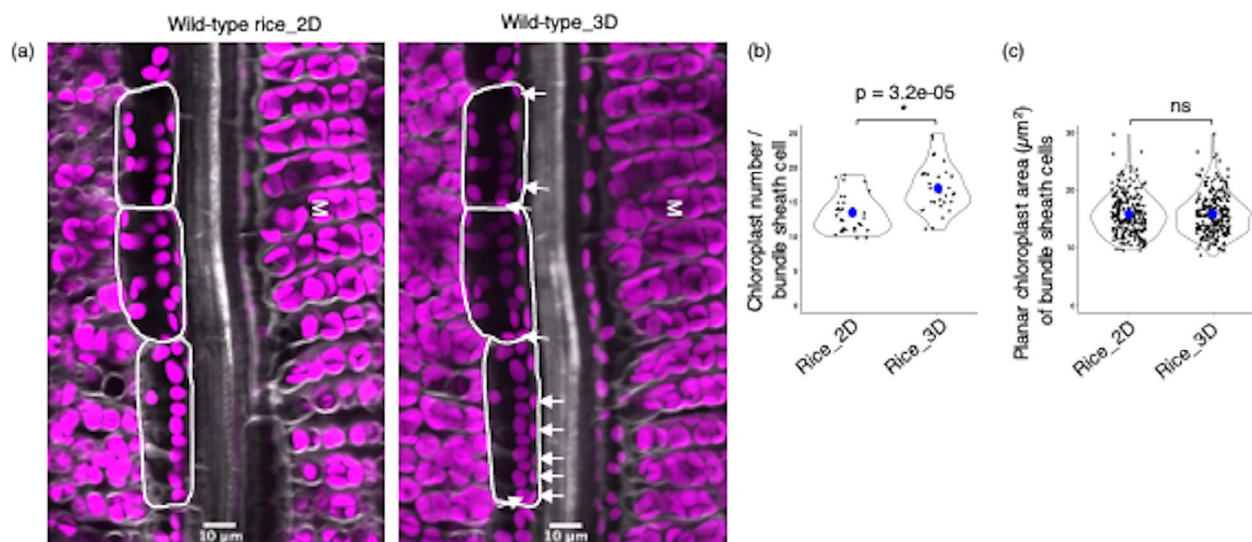 (a)
Wild-type rice_2D
Wild-type_3D
M
M
10 µm
10 µm
(b)
p = 3.2e-05
*
Chloroplast number /
bundle sheath cell
25
20
15
10
5
0
Rice_2D
Rice_3D
(c)
ns
Planar chloroplast area (µm²)
of bundle sheath cells
30
20
10
0
Rice_2D
Rice_3D